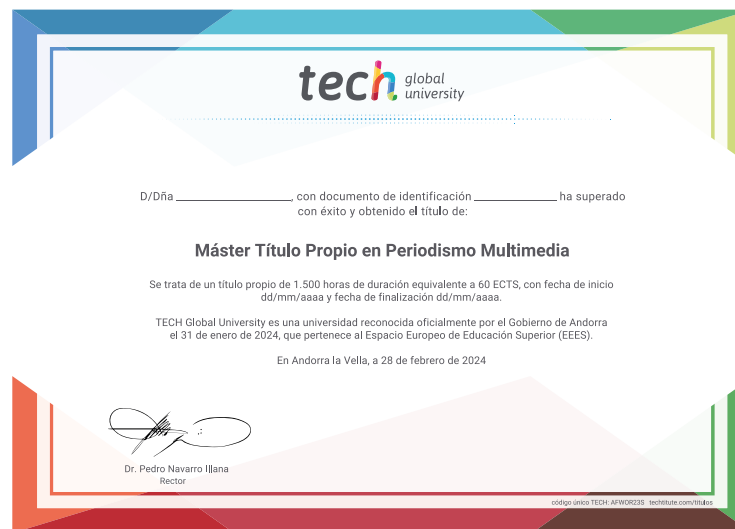 tech global university
D/Dña ____________________, con documento de identificación ______________ ha superado
con éxito y obtenido el título de:
Máster Título Propio en Periodismo Multimedia
Se trata de un título propio de 1.500 horas de duración equivalente a 60 ECTS, con fecha de inicio
dd/mm/aaaa y fecha de finalización dd/mm/aaaa.
TECH Global University es una universidad reconocida oficialmente por el Gobierno de Andorra
el 31 de enero de 2024, que pertenece al Espacio Europeo de Educación Superior (EEES).
En Andorra la Vella, a 28 de febrero de 2024
Dr. Pedro Navarro Illana
Rector
código único TECH: AFWOR23S techtitute.com/titulos